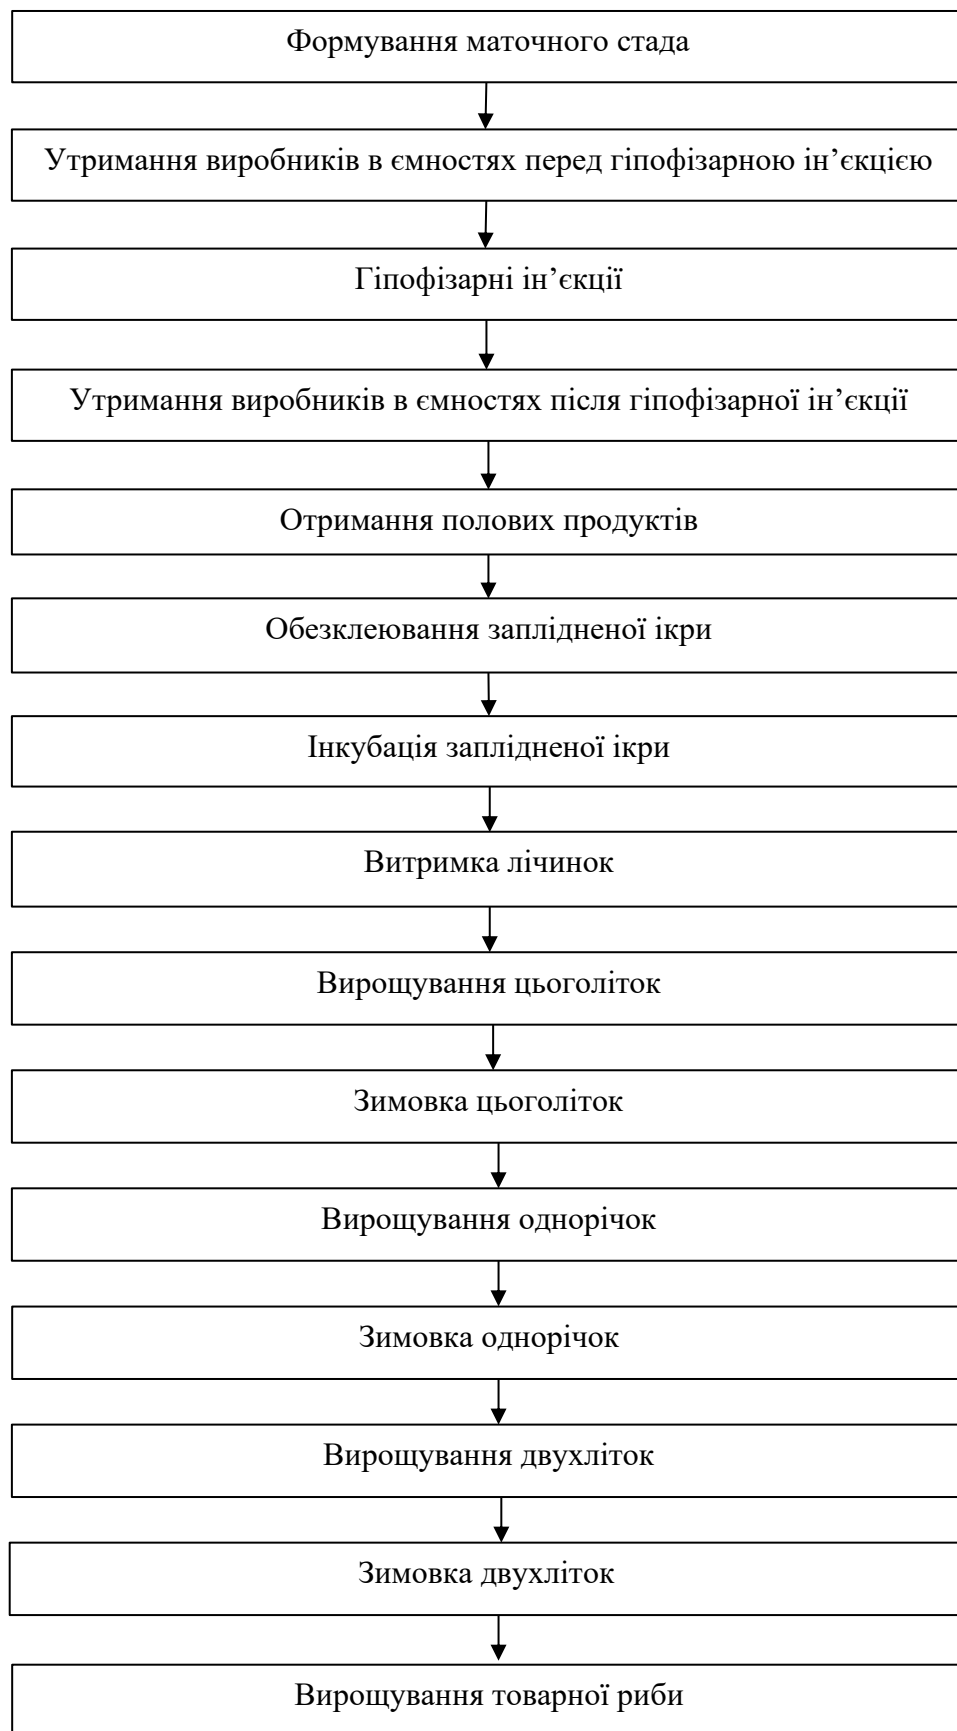 Формування маточного стада
Утримання виробників в ємностях перед гіпофізарною ін’єкцією
Гіпофізарні ін’єкції
Утримання виробників в ємностях після гіпофізарної ін’єкції
Отримання полових продуктів
Обезклеювання заплідненої ікри
Інкубація заплідненої ікри
Витримка лічинок
Вирощування цьоголіток
Зимовка цьоголіток
Вирощування однорічок
Зимовка однорічок
Вирощування двухліток
Зимовка двухліток
Вирощування товарної риби